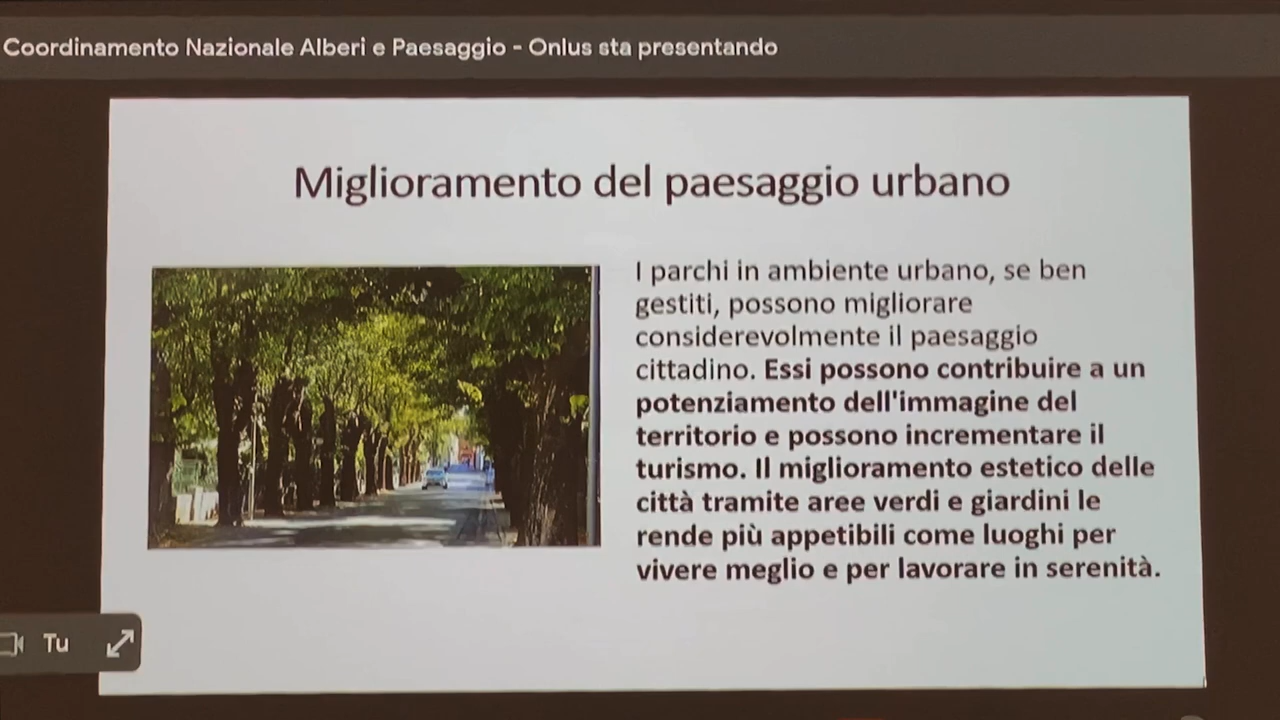 Coordinamento Nazionale Alberi e Paesaggio - Onlus sta presentando
Miglioramento del paesaggio urbano
I parchi in ambiente urbano, se ben
gestiti, possono migliorare
considerevolmente il paesaggio
cittadino. Essi possono contribuire a un
potenziamento dell'immagine del
territorio e possono incrementare il
turismo. Il miglioramento estetico delle
città tramite aree verdi e giardini le
rende più appetibili come luoghi per
vivere meglio e per lavorare in serenità.
Tu